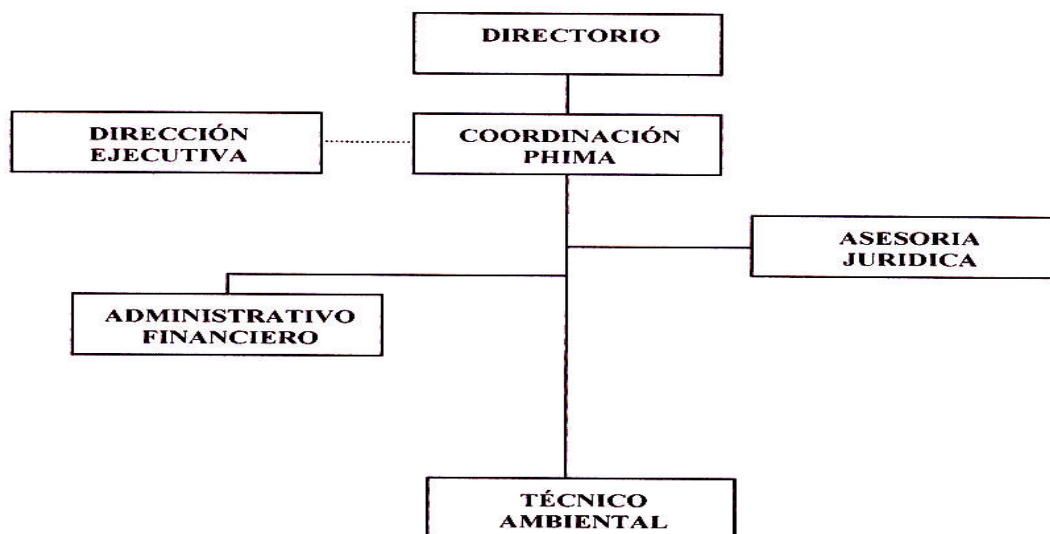 DIRECTORIO
DIRECCIÓN
EJECUTIVA
COORDINACIÓN
PHIMA
ASESORIA
JURIDICA
ADMINISTRATIVO
FINANCIERO
TÉCNICO
AMBIENTAL